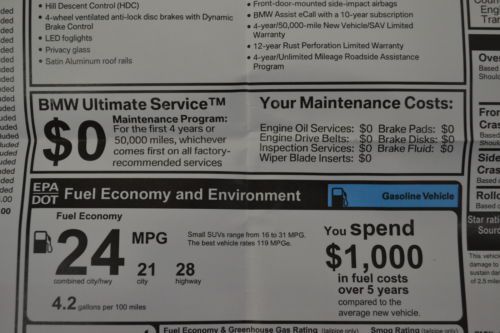 • Hill Descent Control (HDC)
• 4-wheel ventilated anti-lock disc brakes with Dynamic
Brake Control
• LED foglights
• Privacy glass
• Satin Aluminum roof rails
• Front-door-mounted side-impact airbags
• BMW Assist eCall with a 10-year subscription
• 4-year/50,000-mile New Vehicle/SAV Limited
Warranty
• 12-year Rust Perforation Limited Warranty
• 4-year/Unlimited Mileage Roadside Assistance
Program
BMW Ultimate Service™
$0
Maintenance Program:
For the first 4 years or
50,000 miles, whichever
comes first on all factory-
recommended services
Your Maintenance Costs:
Engine Oil Services: $0 Brake Pads: $0
Engine Drive Belts: $0 Brake Disks: $0
Inspection Services: $0 Brake Fluid: $0
Wiper Blade Inserts: $0
EPA
DOT
Fuel Economy and Environment
Gasoline Vehicle
Fuel Economy
24 MPG
Small SUVs range from 16 to 31 MPG.
The best vehicle rates 119 MPGe.
21 28
combined city/hwy city highway
4.2 gallons per 100 miles
You spend
$1,000
in fuel costs
over 5 years
compared to the
average new vehicle.
Fuel Economy & Greenhouse Gas Rating (tailpipe only)
Smog Rating (tailpipe only)